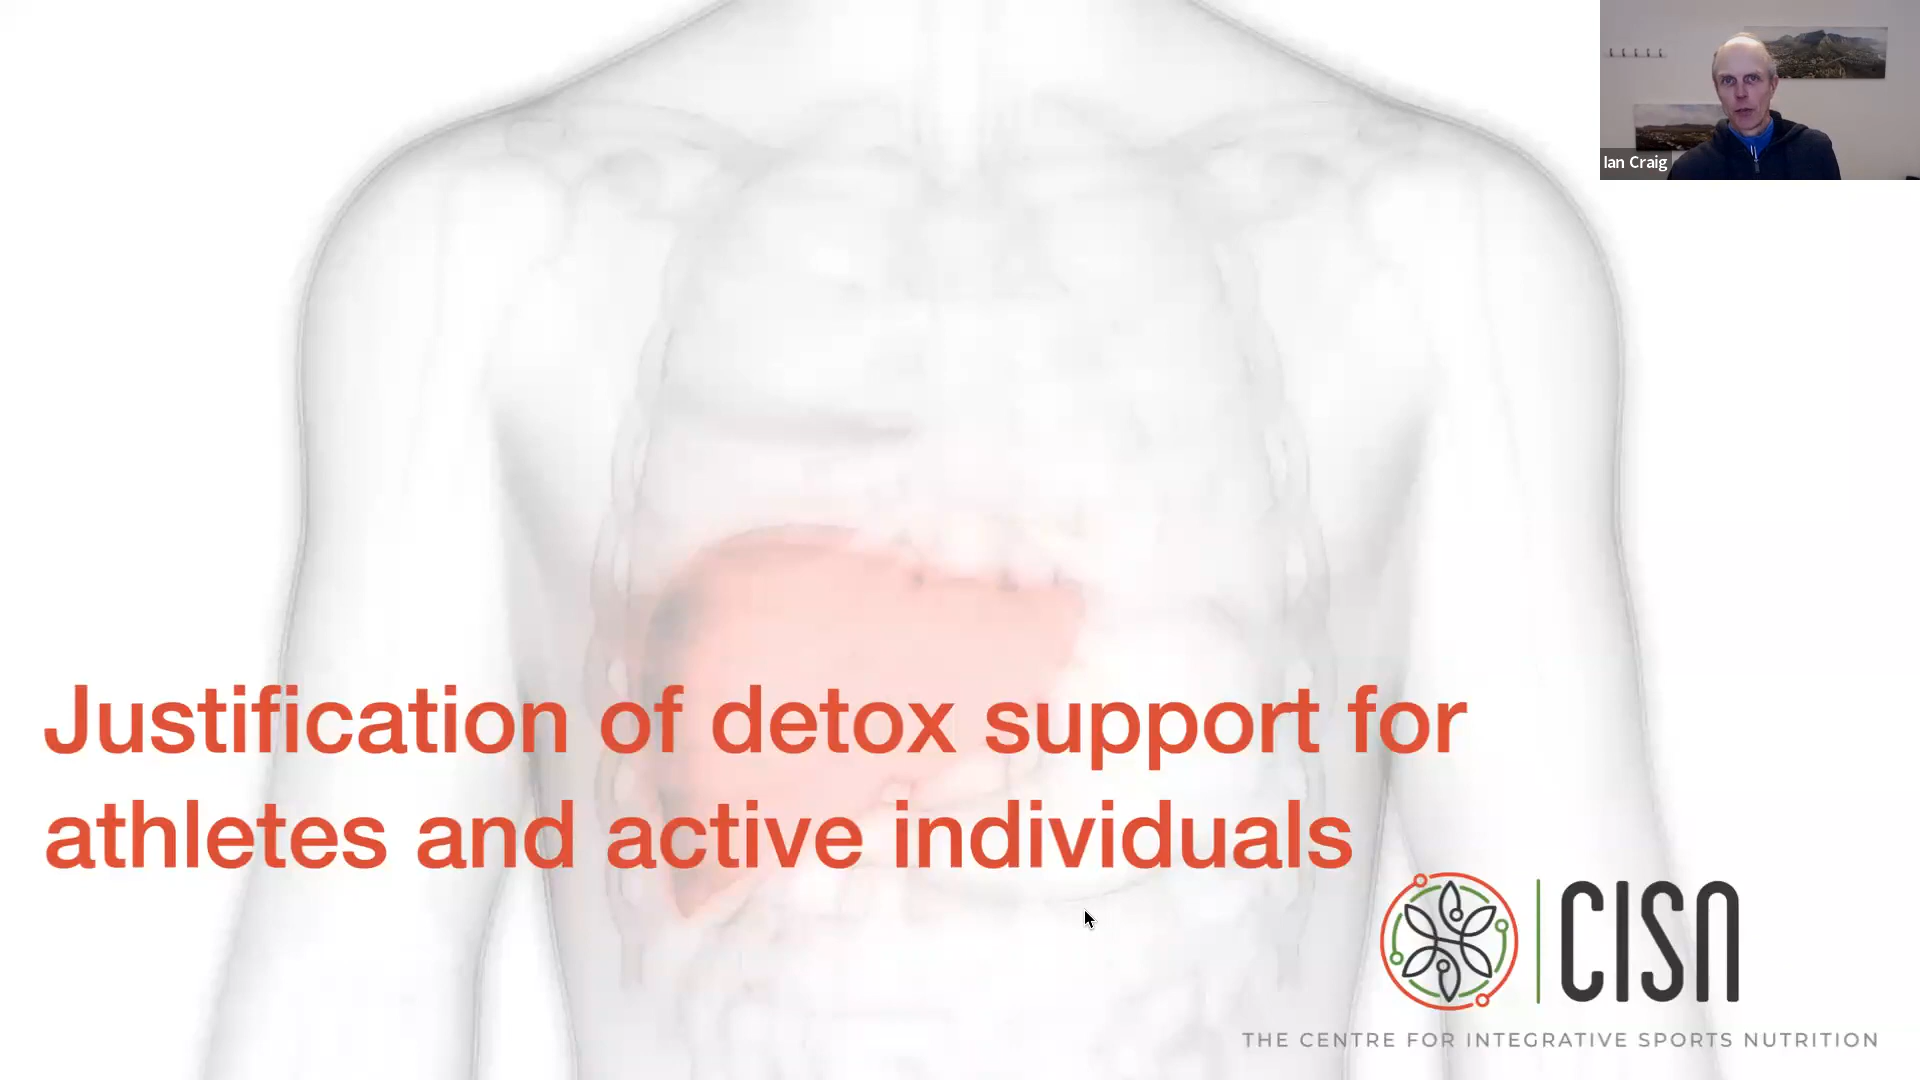 Ian Craig
Justification of detox support for
athletes and active individuals
CISN
THE CENTRE FOR INTEGRATIVE SPORTS NUTRITION